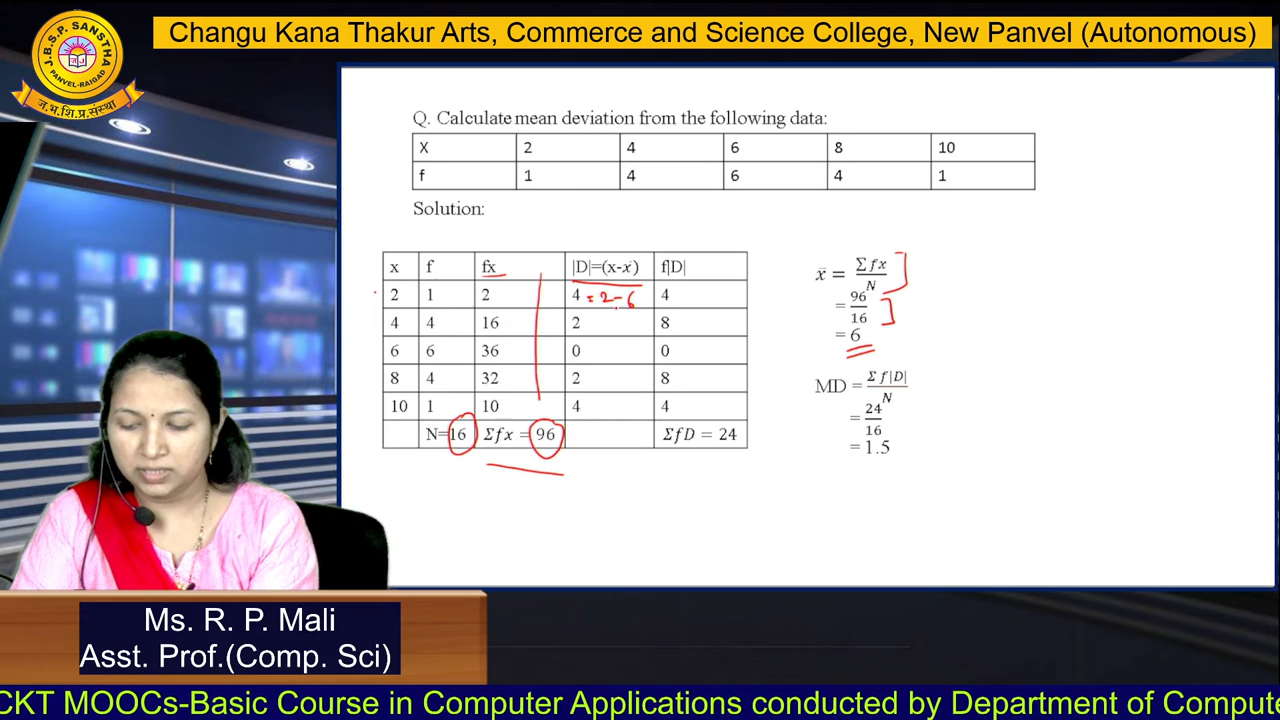 J.B.S.P. SANSTHA
PANVEL-RAIGAD
ज.भ.शि.प्र.संस्था
Changu Kana Thakur Arts, Commerce and Science College, New Panvel (Autonomous)
Q. Calculate mean deviation from the following data:
X 2 4 6 8 10
f 1 4 6 4 1
Solution:
x f fx |D|=(x-x̄) f|D|
2 1 2 4 = 2-6 4
4 4 16 2 8
6 6 36 0 0
8 4 32 2 8
10 1 10 4 4
N=16 Σfx = 96 ΣfD = 24
x̄ = Σfx/N
= 96/16
= 6
MD = Σf|D|/N
= 24/16
= 1.5
Ms. R. P. Mali
Asst. Prof.(Comp. Sci)
CKT MOOCs-Basic Course in Computer Applications conducted by Department of Compute